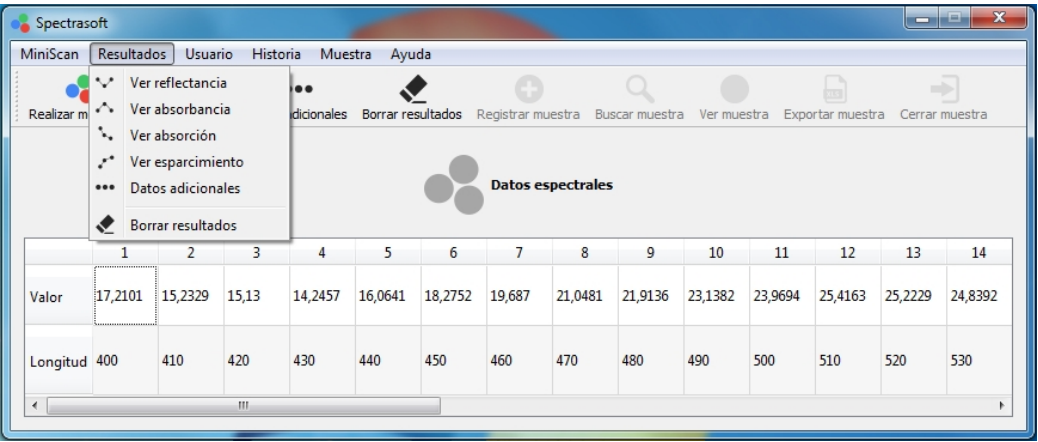 Spectrasoft
MiniScan Resultados Usuario Historia Muestra Ayuda
Ver reflectancia
Ver absorbancia
Ver absorción
Ver esparcimiento
Datos adicionales
Borrar resultados
Realizar m dicionales Borrar resultados Registrar muestra Buscar muestra Ver muestra Exportar muestra Cerrar muestra
Datos espectrales
1 2 3 4 5 6 7 8 9 10 11 12 13 14
Valor 17,2101 15,2329 15,13 14,2457 16,0641 18,2752 19,687 21,0481 21,9136 23,1382 23,9694 25,4163 25,2229 24,8392
Longitud 400 410 420 430 440 450 460 470 480 490 500 510 520 530